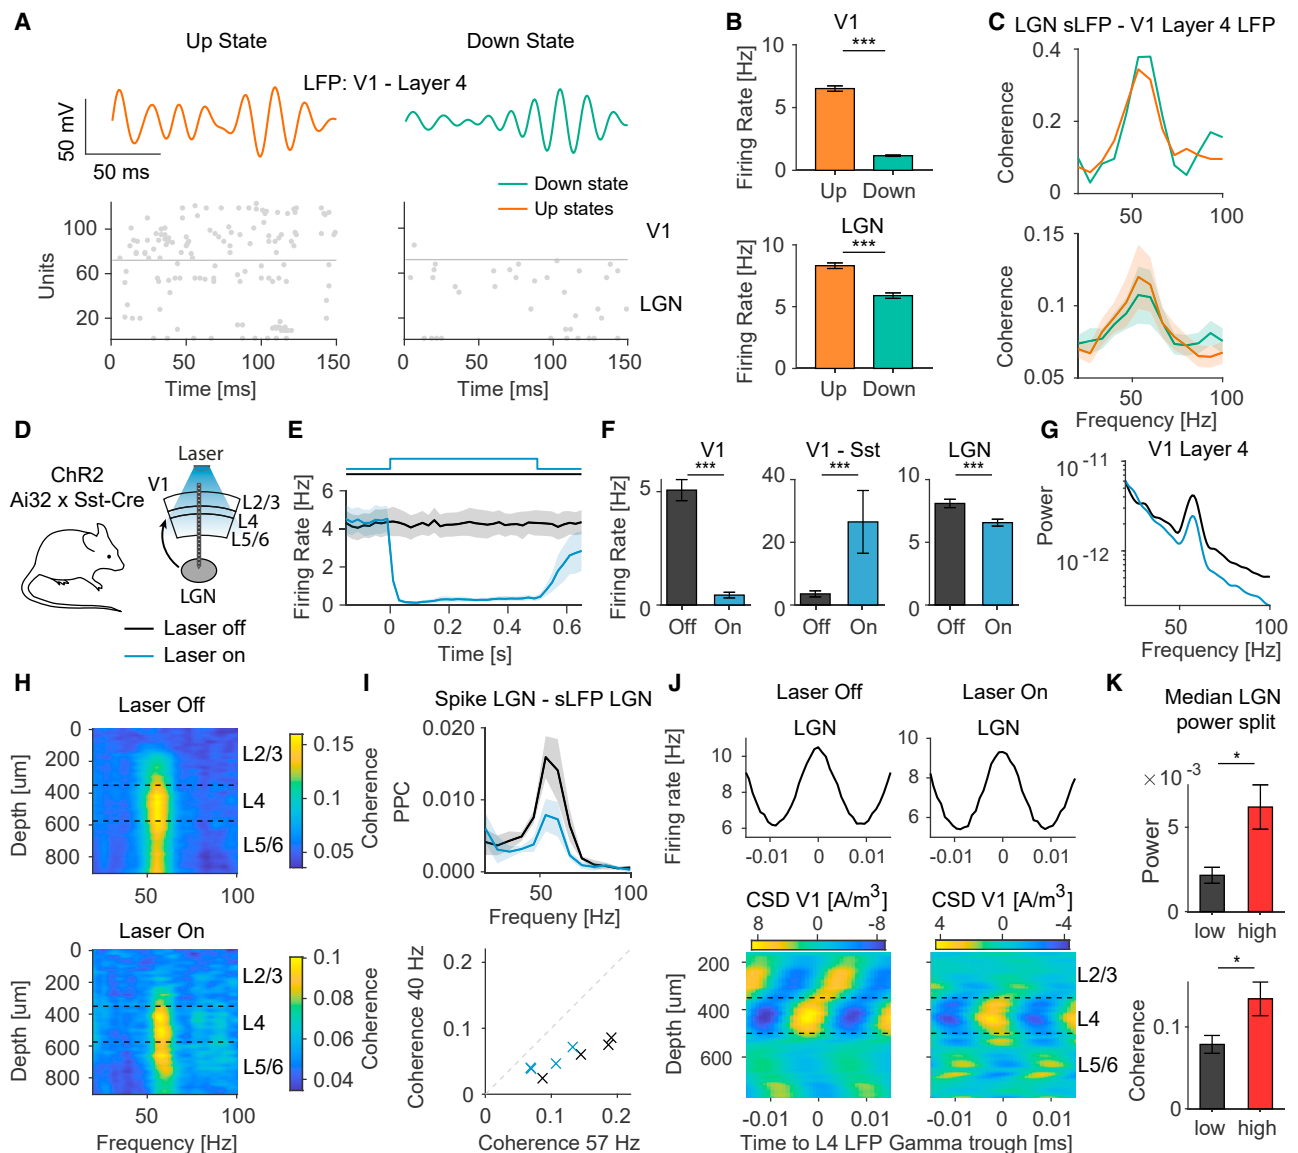 A
Up State
Down State
LFP: V1 - Layer 4
50 mV
50 ms
Down state
Up states
Units
100
60
20
V1
LGN
0
50
100
150
0
50
100
150
Time [ms]
Time [ms]
B
V1
***
Firing Rate [Hz]
10
5
0
Up
Down
LGN
***
Firing Rate [Hz]
10
5
0
Up
Down
C
LGN sLFP - V1 Layer 4 LFP
Coherence
0.4
0.2
0
50
100
Coherence
0.15
0.1
0.05
50
100
Frequency [Hz]
D
ChR2
Ai32 x Sst-Cre
Laser
V1
L2/3
L4
L5/6
LGN
Laser off
Laser on
E
Firing Rate [Hz]
6
4
2
0
0
0.2
0.4
0.6
Time [s]
F
V1
***
Firing Rate [Hz]
5
0
Off
On
V1 - Sst
***
40
20
0
Off
On
LGN
***
10
5
0
Off
On
G
V1 Layer 4
Power
10-11
10-12
50
100
Frequency [Hz]
H
Laser Off
Depth [um]
0
200
400
600
800
L2/3
L4
L5/6
50
100
0.15
0.1
0.05
Coherence
Laser On
Depth [um]
0
200
400
600
800
L2/3
L4
L5/6
50
100
0.1
0.08
0.06
0.04
Coherence
Frequency [Hz]
I
Spike LGN - sLFP LGN
PPC
0.020
0.010
0.000
50
100
Frequeny [Hz]
Coherence 40 Hz
0.2
0.1
0
0
0.1
0.2
Coherence 57 Hz
J
Laser Off
Laser On
LGN
LGN
Firing rate [Hz]
10
8
6
-0.01
0
0.01
10
8
6
-0.01
0
0.01
CSD V1 [A/m3]
8
0
-8
CSD V1 [A/m3]
4
0
-4
Depth [um]
200
400
600
L2/3
L4
L5/6
-0.01
0
0.01
-0.01
0
0.01
Time to L4 LFP Gamma trough [ms]
K
Median LGN
power split
× 10-3
*
Power
5
0
low
high
*
Coherence
0.1
0
low
high